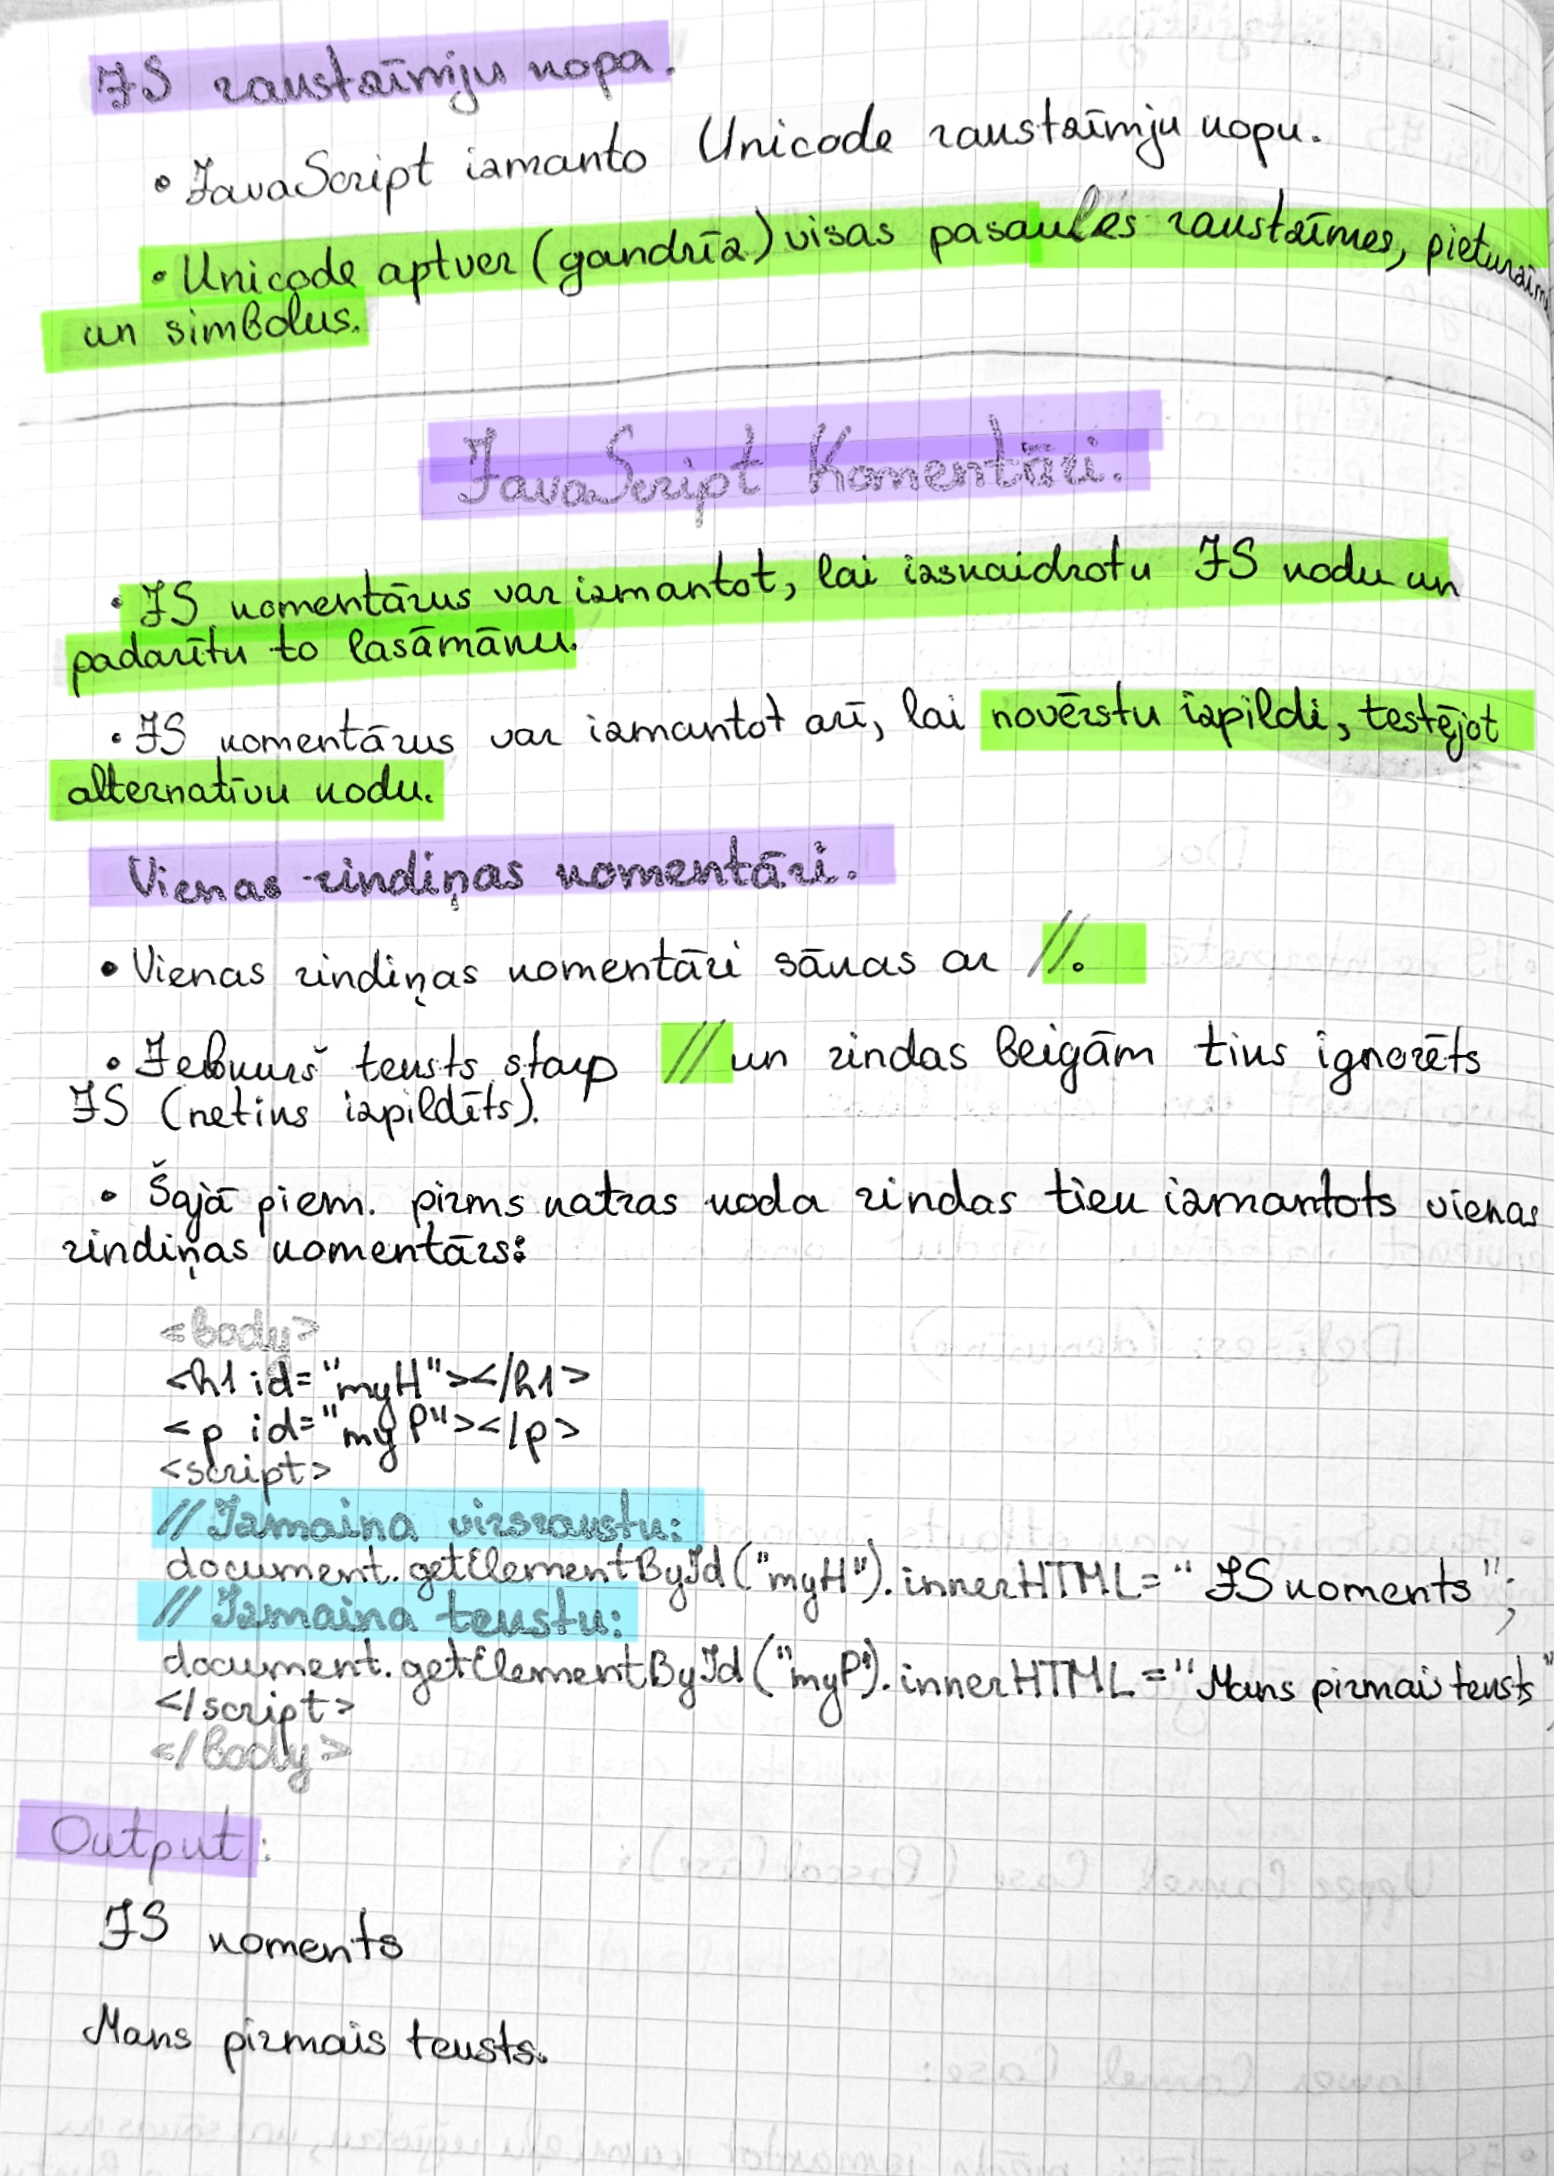 JS rakstzīmju kopa.
• JavaScript izmanto Unicode rakstzīmju kopu.
• Unicode aptver (gandrīz) visas pasaules rakstzīmes, pieturzīm
un simbolus.
JavaScript Komentāri.
• JS komentārus var izmantot, lai izskaidrotu JS kodu un
padarītu to lasāmāku.
• JS komentārus var izmantot arī, lai novērstu izpildi, testējot
alternatīvu kodu.
Vienas rindiņas komentāri.
• Vienas rindiņas komentāri sākas ar //.
• Jebkurš teksts starp // un rindas beigām tiks ignorēts
JS (netiks izpildīts).
• Šajā piem. pirms katras koda rindas tiek izmantots vienas
rindiņas komentārs:
<body>
<h1 id="myH"></h1>
<p id="myP"></p>
<script>
// Izmaina virsrakstu:
document.getElementById("myH").innerHTML = "JS koments";
// Izmaina tekstu:
document.getElementById("myP").innerHTML = "Mans pirmais teksts"
</script>
</body>
Output:
JS koments
Mans pirmais teksts.